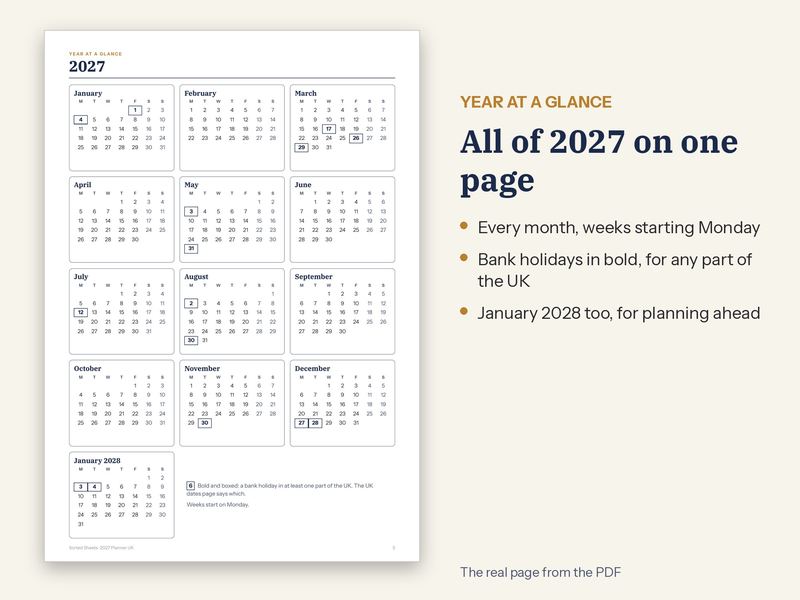 YEAR AT A GLANCE
2027
January
M T W T F S S
1 2 3
4 5 6 7 8 9 10
11 12 13 14 15 16 17
18 19 20 21 22 23 24
25 26 27 28 29 30 31
February
M T W T F S S
1 2 3 4 5 6 7
8 9 10 11 12 13 14
15 16 17 18 19 20 21
22 23 24 25 26 27 28
March
M T W T F S S
1 2 3 4 5 6 7
8 9 10 11 12 13 14
15 16 17 18 19 20 21
22 23 24 25 26 27 28
29 30 31
April
M T W T F S S
1 2 3 4
5 6 7 8 9 10 11
12 13 14 15 16 17 18
19 20 21 22 23 24 25
26 27 28 29 30
May
M T W T F S S
1 2
3 4 5 6 7 8 9
10 11 12 13 14 15 16
17 18 19 20 21 22 23
24 25 26 27 28 29 30
31
June
M T W T F S S
1 2 3 4 5 6
7 8 9 10 11 12 13
14 15 16 17 18 19 20
21 22 23 24 25 26 27
28 29 30
July
M T W T F S S
1 2 3 4
5 6 7 8 9 10 11
12 13 14 15 16 17 18
19 20 21 22 23 24 25
26 27 28 29 30 31
August
M T W T F S S
1
2 3 4 5 6 7 8
9 10 11 12 13 14 15
16 17 18 19 20 21 22
23 24 25 26 27 28 29
30 31
September
M T W T F S S
1 2 3 4 5
6 7 8 9 10 11 12
13 14 15 16 17 18 19
20 21 22 23 24 25 26
27 28 29 30
October
M T W T F S S
1 2 3
4 5 6 7 8 9 10
11 12 13 14 15 16 17
18 19 20 21 22 23 24
25 26 27 28 29 30 31
November
M T W T F S S
1 2 3 4 5 6 7
8 9 10 11 12 13 14
15 16 17 18 19 20 21
22 23 24 25 26 27 28
29 30
December
M T W T F S S
1 2 3 4 5
6 7 8 9 10 11 12
13 14 15 16 17 18 19
20 21 22 23 24 25 26
27 28 29 30 31
January 2028
M T W T F S S
1 2
3 4 5 6 7 8 9
10 11 12 13 14 15 16
17 18 19 20 21 22 23
24 25 26 27 28 29 30
31
6 Bold and boxed: a bank holiday in at least one part of the UK. The UK
dates page says which.
Weeks start on Monday.
Sorted Sheets · 2027 Planner UK
5
YEAR AT A GLANCE
All of 2027 on one
page
Every month, weeks starting Monday
Bank holidays in bold, for any part of
the UK
January 2028 too, for planning ahead
The real page from the PDF